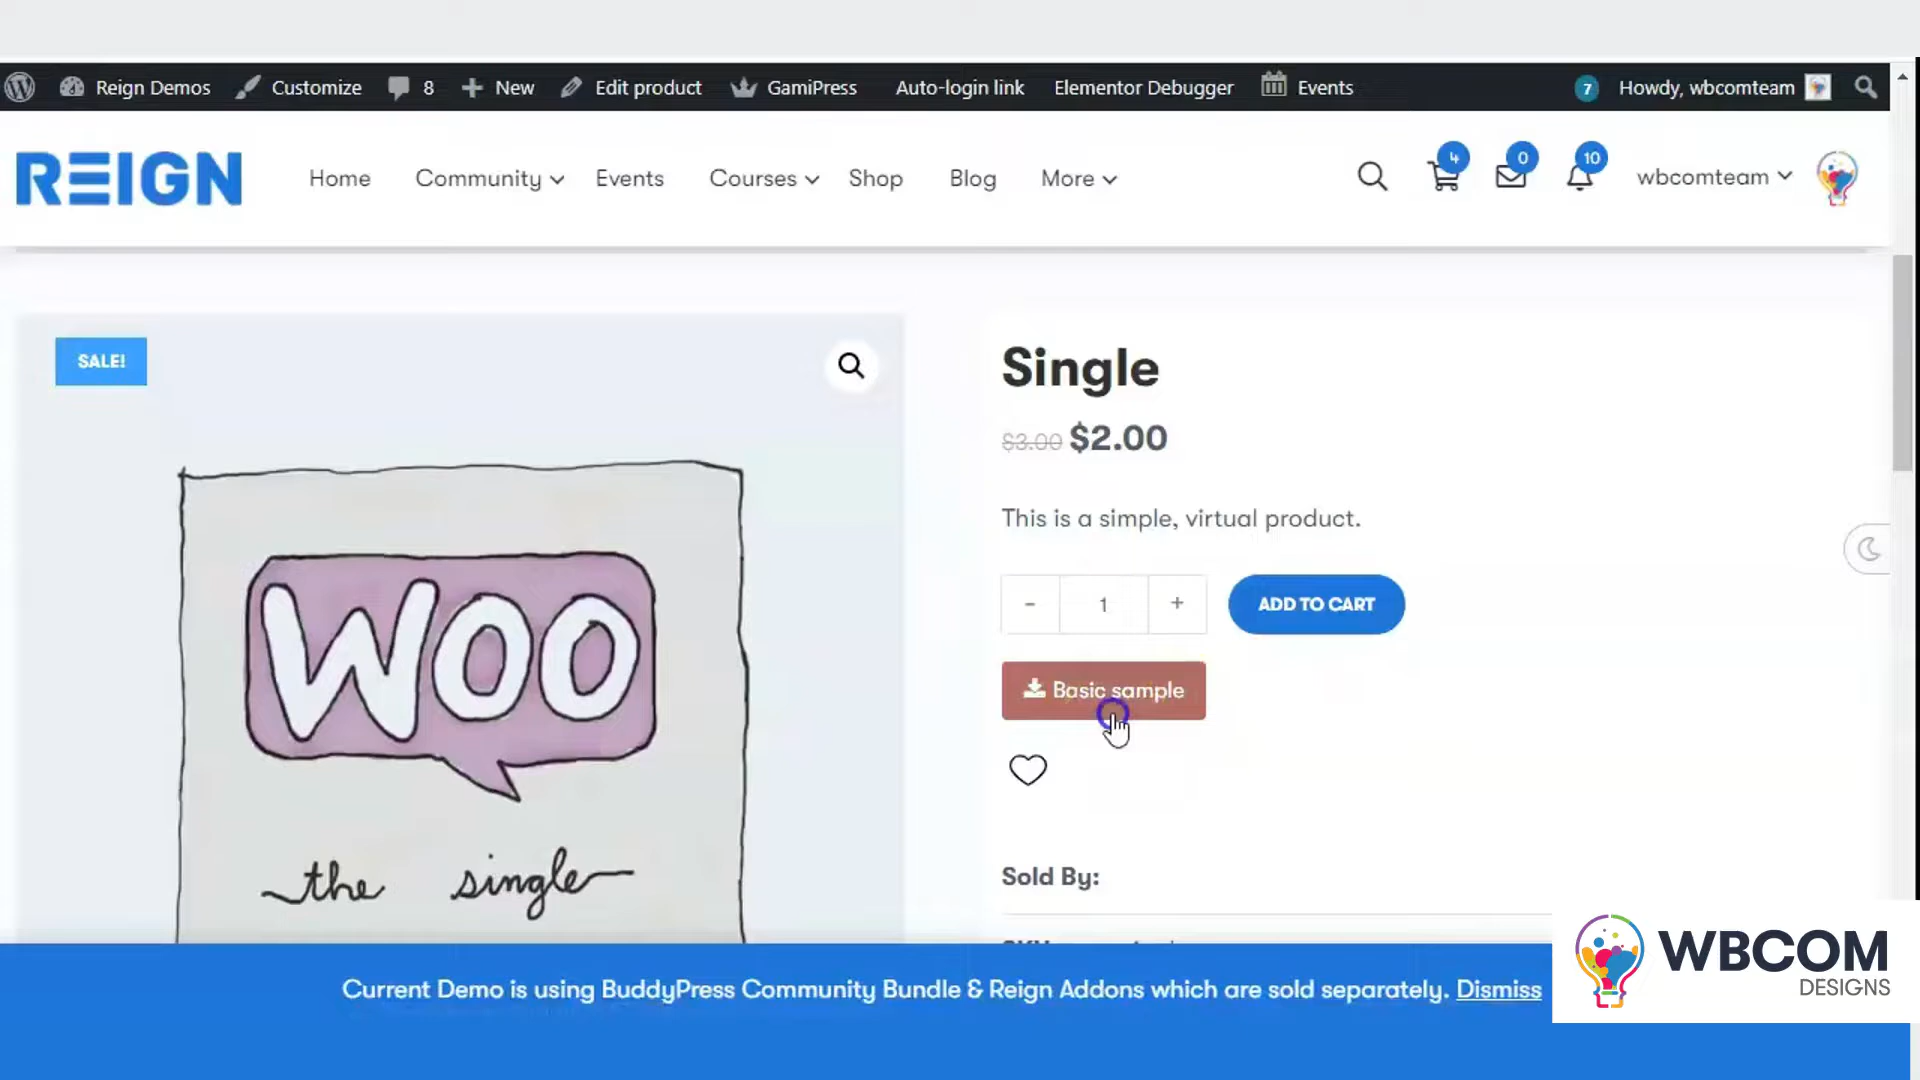 Reign Demos Customize 8 New Edit product GamiPress Auto-login link Elementor Debugger Events 7 Howdy, wbcomteam
REIGN Home Community Events Courses Shop Blog More 4 0 10 wbcomteam
SALE!
Single
$3.00 $2.00
This is a simple, virtual product.
- 1 + ADD TO CART
Basic sample
WOO
the single
Sold By:
Current Demo is using BuddyPress Community Bundle & Reign Addons which are sold separately. Dismiss
WBCOM
DESIGNS